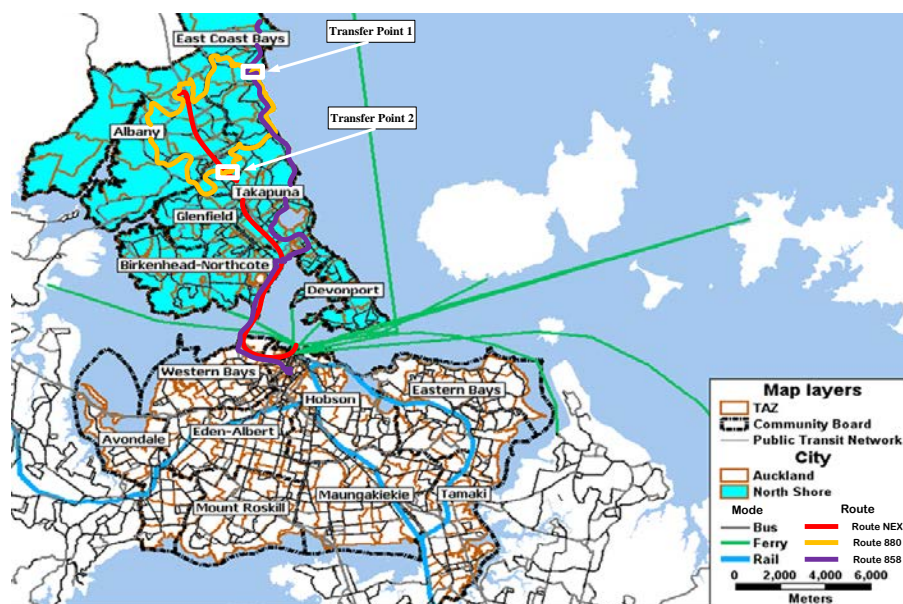 East Coast Bays
Transfer Point 1
Transfer Point 2
Albany
Takapuna
Glenfield
Birkenhead-Northcote
Devonport
Western Bays
Eastern Bays
Hobson
Eden-Albert
Avondale
Mount Roskill
Maungakiekie
Tamaki
Map layers
TAZ
Community Board
Public Transit Network
City
Auckland
North Shore
Mode
Route
Bus
Route NEX
Ferry
Route 880
Rail
Route 858
0 2,000 4,000 6,000
Meters